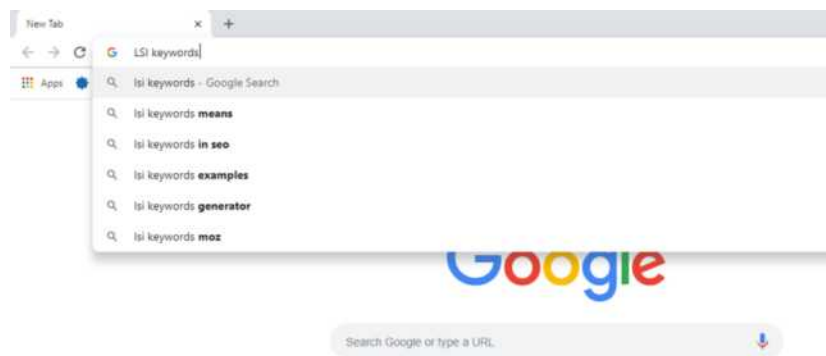 New Tab
LSI keywords
Apps
lsi keywords - Google Search
lsi keywords means
lsi keywords in seo
lsi keywords examples
lsi keywords generator
lsi keywords moz
Google
Search Google or type a URL